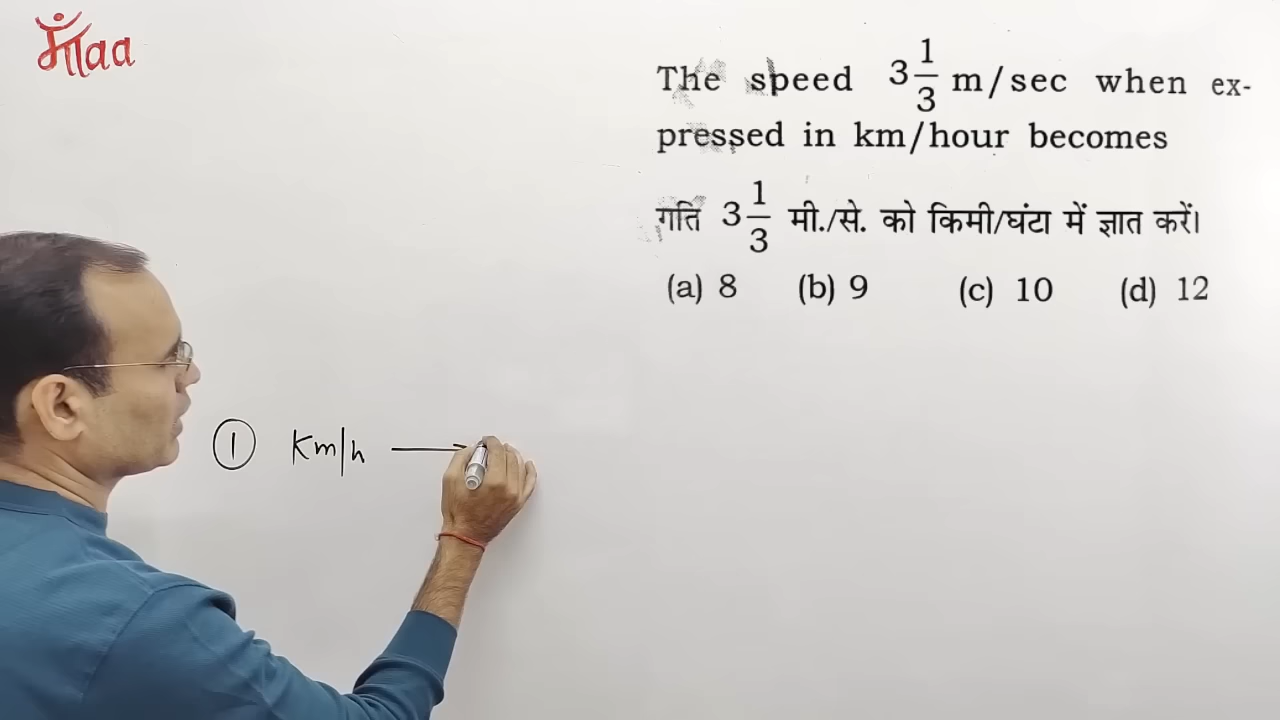 माँaa
The speed 3 1/3 m/sec when ex-
pressed in km/hour becomes
गति 3 1/3 मी./से. को किमी/घंटा में ज्ञात करें।
(a) 8 (b) 9 (c) 10 (d) 12
① Km/h →